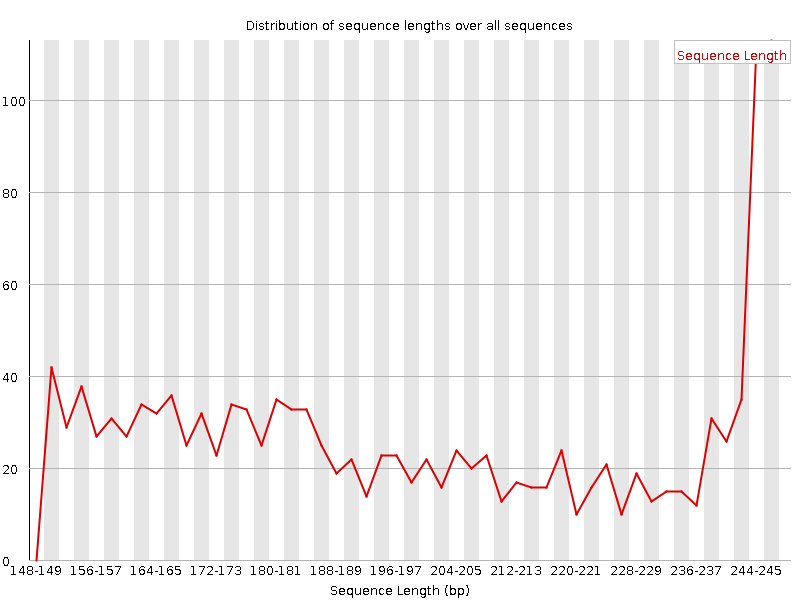 Distribution of sequence lengths over all sequences
Sequence Length
100
80
60
40
20
0
148-149 156-157 164-165 172-173 180-181 188-189 196-197 204-205 212-213 220-221 228-229 236-237 244-245
Sequence Length (bp)